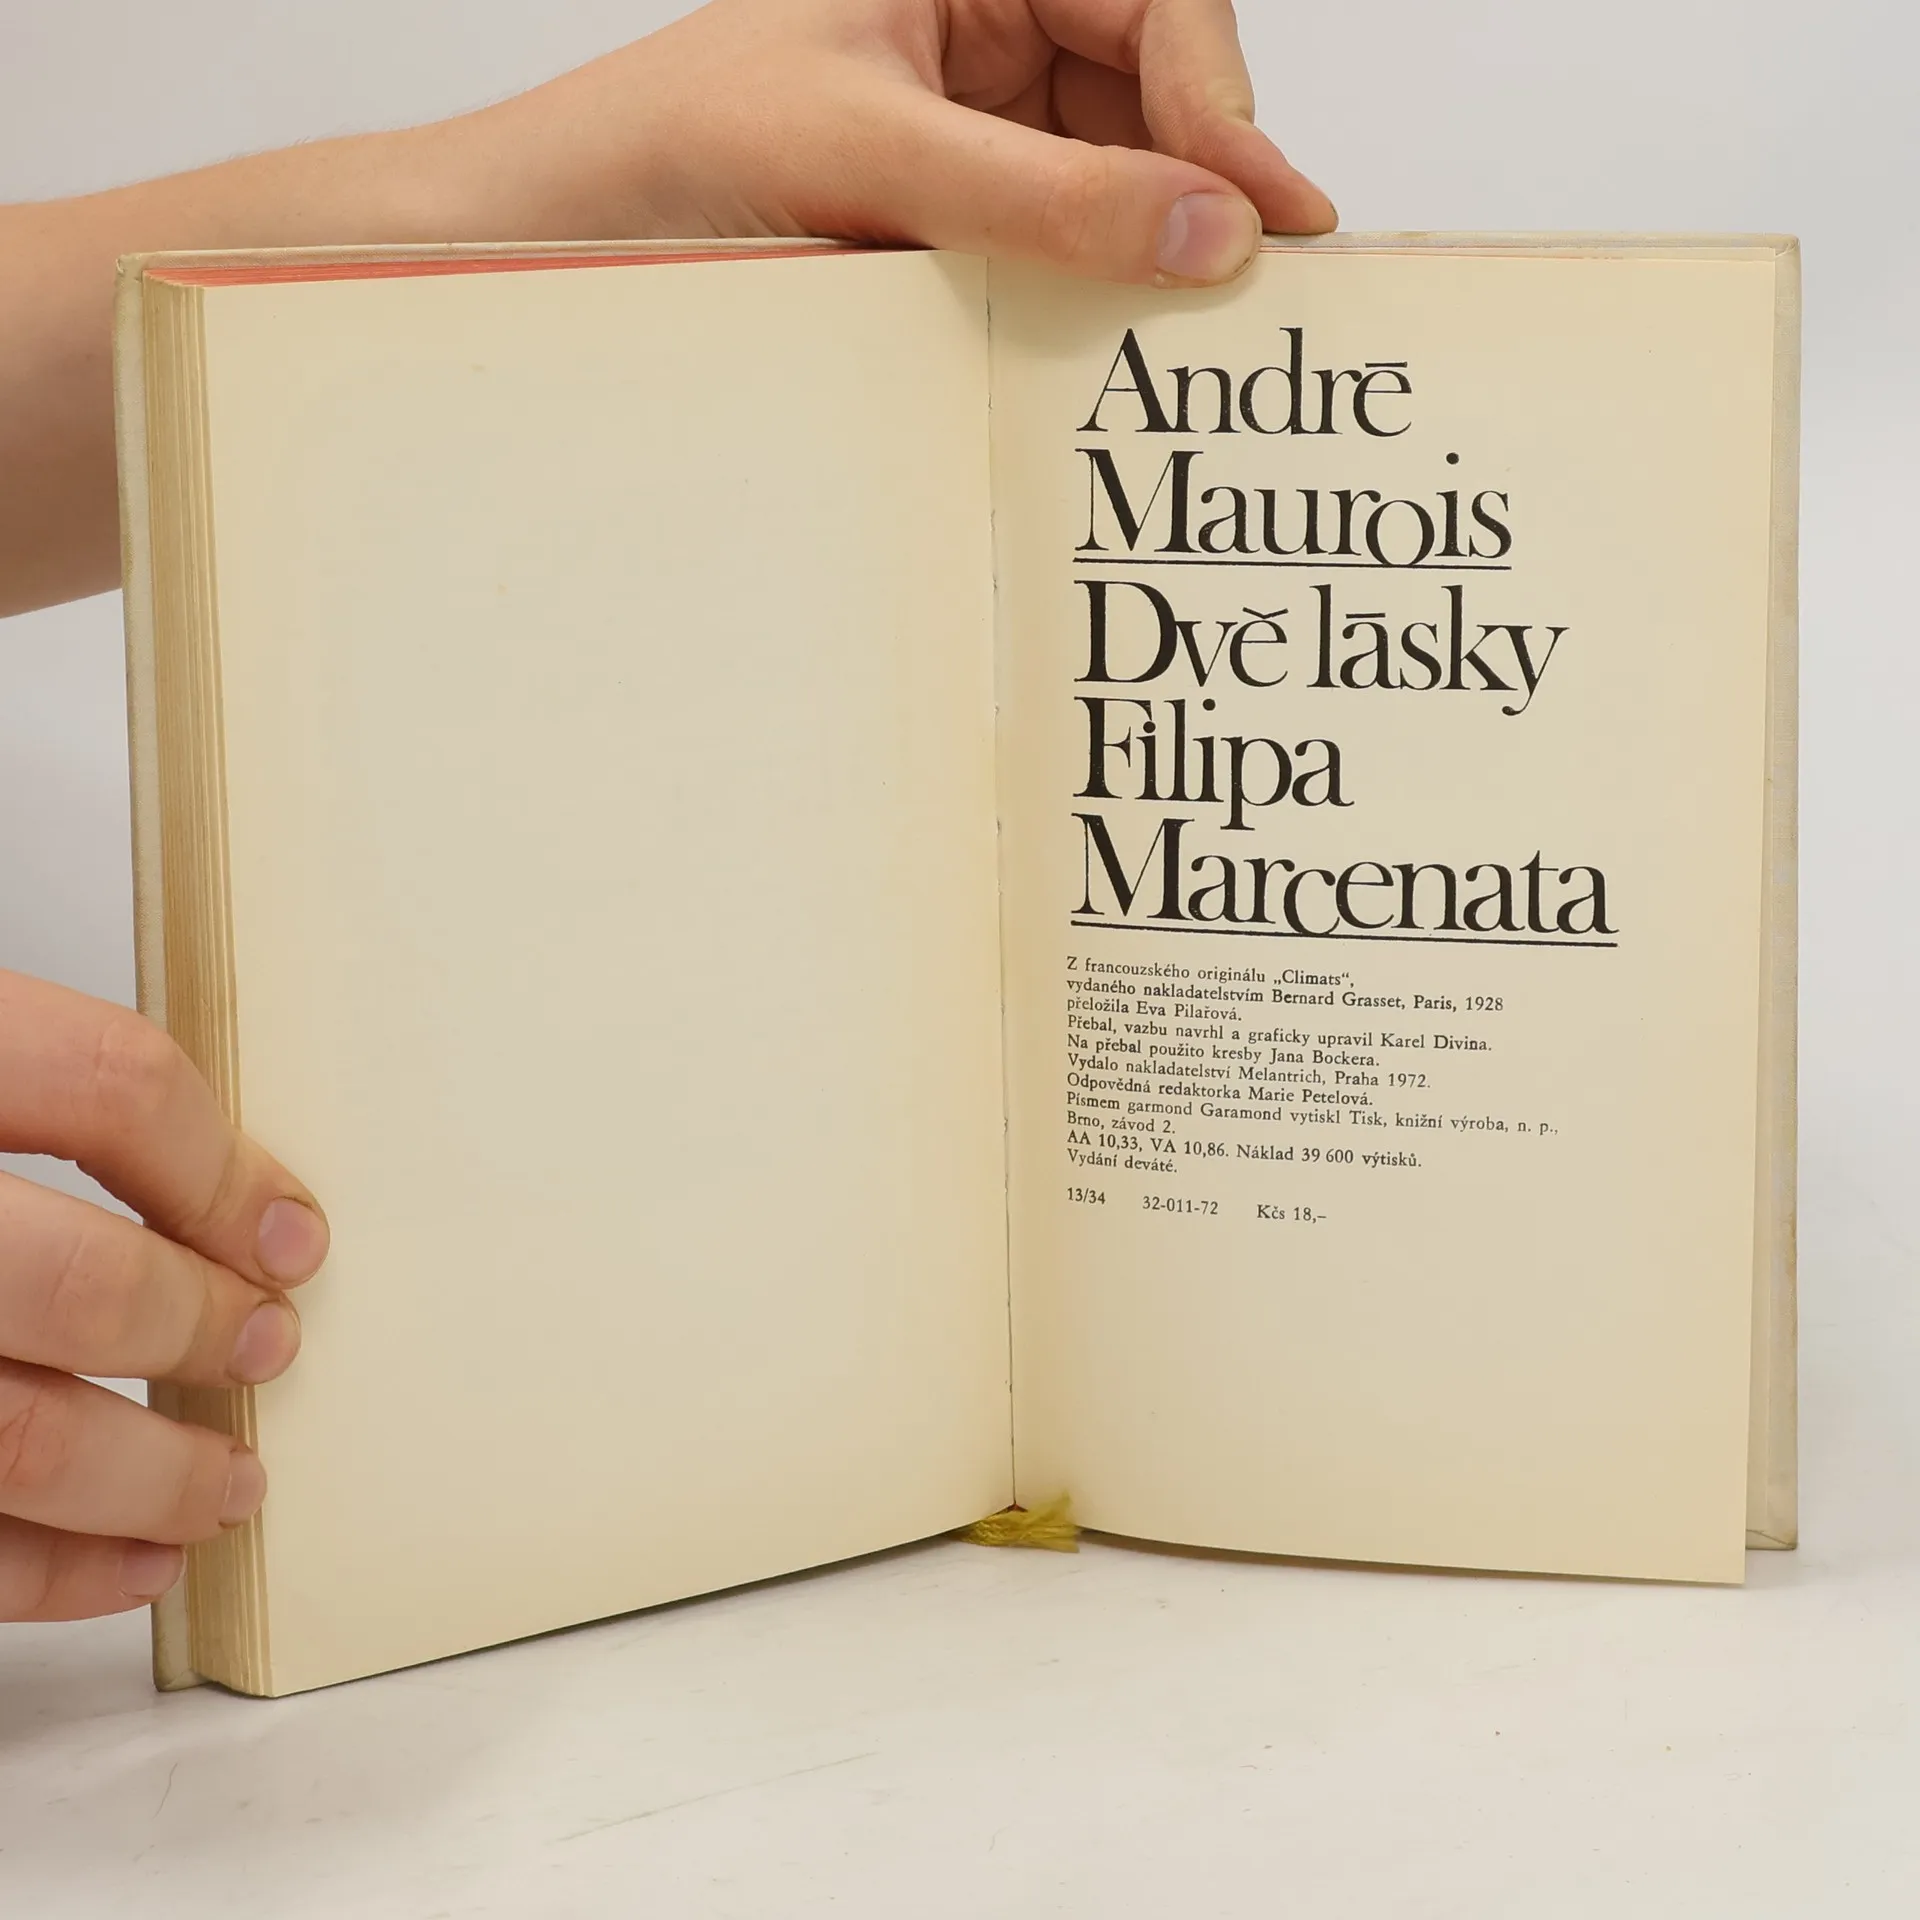 Andrē
Maurois
Dvě lāsky
Filipa
Marcenata
Z francouzského originálu „Climats“,
vydaného nakladatelstvím Bernard Grasset, Paris, 1928
přeložila Eva Pilařová.
Přebal, vazbu navrhl a graficky upravil Karel Divina.
Na přebal použito kresby Jana Bockera.
Vydalo nakladatelství Melantrich, Praha 1972.
Odpovědná redaktorka Marie Petelová.
Písmem garmond Garamond vytiskl Tisk, knižní výroba, n. p.,
Brno, závod 2.
AA 10,33, VA 10,86. Náklad 39 600 výtisků.
Vydání deváté.
13/34 32-011-72 Kčs 18,–